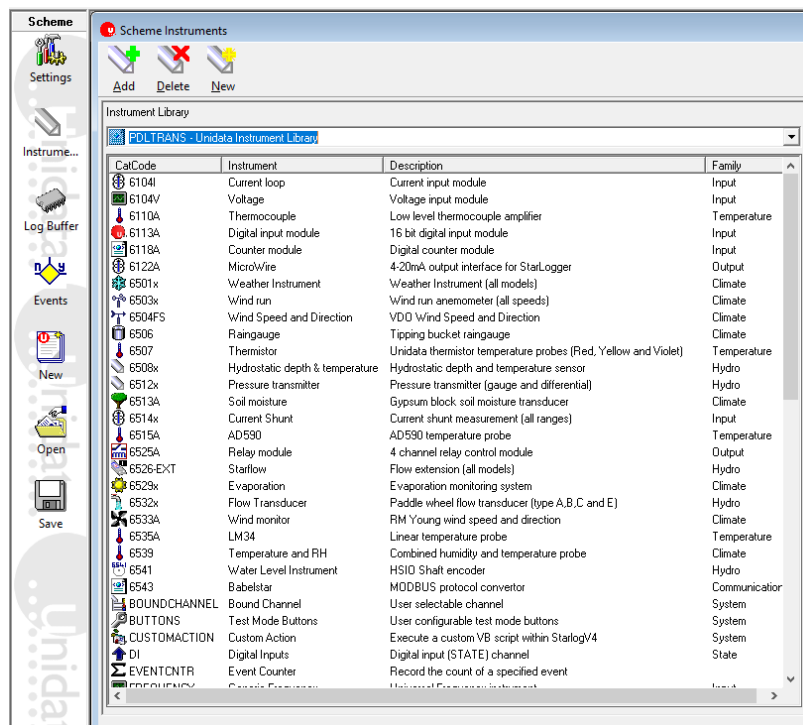 Scheme
Settings
Instrume...
Log Buffer
Events
New
Open
Save
Scheme Instruments
Add Delete New
Instrument Library
PDLTRANS - Unidata Instrument Library
CatCode Instrument Description Family
6104I Current loop Current input module Input
6104V Voltage Voltage input module Input
6110A Thermocouple Low level thermocouple amplifier Temperature
6113A Digital input module 16 bit digital input module Input
6118A Counter module Digital counter module Input
6122A MicroWire 4-20mA output interface for StarLogger Output
6501x Weather Instrument Weather Instrument (all models) Climate
6503x Wind run Wind run anemometer (all speeds) Climate
6504FS Wind Speed and Direction VDO Wind Speed and Direction Climate
6506 Raingauge Tipping bucket raingauge Climate
6507 Thermistor Unidata thermistor temperature probes (Red, Yellow and Violet) Temperature
6508x Hydrostatic depth & temperature Hydrostatic depth and temperature sensor Hydro
6512x Pressure transmitter Pressure transmitter (gauge and differential) Hydro
6513A Soil moisture Gypsum block soil moisture transducer Climate
6514x Current Shunt Current shunt measurement (all ranges) Input
6515A AD590 AD590 temperature probe Temperature
6525A Relay module 4 channel relay control module Output
6526-EXT Starflow Flow extension (all models) Hydro
6529x Evaporation Evaporation monitoring system Climate
6532x Flow Transducer Paddle wheel flow transducer (type A,B,C and E) Hydro
6533A Wind monitor RM Young wind speed and direction Climate
6535A LM34 Linear temperature probe Temperature
6539 Temperature and RH Combined humidity and temperature probe Climate
6541 Water Level Instrument HSIO Shaft encoder Hydro
6543 Babelstar MODBUS protocol convertor Communication
BOUNDCHANNEL Bound Channel User selectable channel System
BUTTONS Test Mode Buttons User configurable test mode buttons System
CUSTOMACTION Custom Action Execute a custom VB script within StarlogV4 System
DI Digital Inputs Digital input (STATE) channel State
EVENTCNTR Event Counter Record the count of a specified event
FREQUENCY Generic Frequency Universal Frequency instrument Input